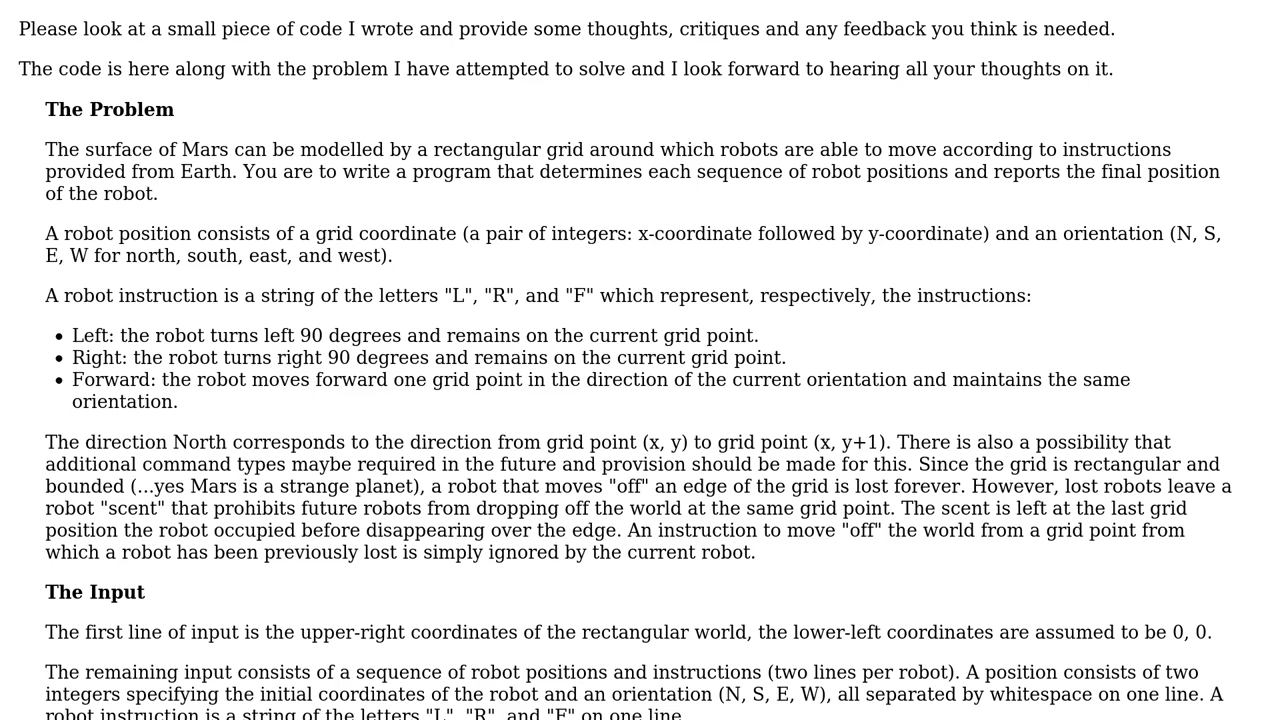 Please look at a small piece of code I wrote and provide some thoughts, critiques and any feedback you think is needed.
The code is here along with the problem I have attempted to solve and I look forward to hearing all your thoughts on it.
The Problem
The surface of Mars can be modelled by a rectangular grid around which robots are able to move according to instructions
provided from Earth. You are to write a program that determines each sequence of robot positions and reports the final position
of the robot.
A robot position consists of a grid coordinate (a pair of integers: x-coordinate followed by y-coordinate) and an orientation (N, S,
E, W for north, south, east, and west).
A robot instruction is a string of the letters "L", "R", and "F" which represent, respectively, the instructions:
• Left: the robot turns left 90 degrees and remains on the current grid point.
• Right: the robot turns right 90 degrees and remains on the current grid point.
• Forward: the robot moves forward one grid point in the direction of the current orientation and maintains the same
orientation.
The direction North corresponds to the direction from grid point (x, y) to grid point (x, y+1). There is also a possibility that
additional command types maybe required in the future and provision should be made for this. Since the grid is rectangular and
bounded (…yes Mars is a strange planet), a robot that moves "off" an edge of the grid is lost forever. However, lost robots leave a
robot "scent" that prohibits future robots from dropping off the world at the same grid point. The scent is left at the last grid
position the robot occupied before disappearing over the edge. An instruction to move "off" the world from a grid point from
which a robot has been previously lost is simply ignored by the current robot.
The Input
The first line of input is the upper-right coordinates of the rectangular world, the lower-left coordinates are assumed to be 0, 0.
The remaining input consists of a sequence of robot positions and instructions (two lines per robot). A position consists of two
integers specifying the initial coordinates of the robot and an orientation (N, S, E, W), all separated by whitespace on one line. A
robot instruction is a string of the letters "L", "R", and "F" on one line.